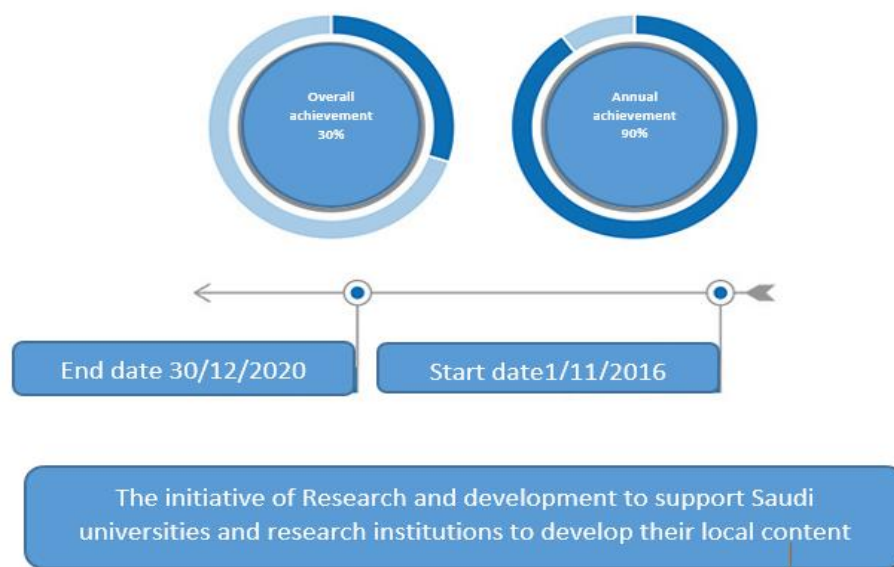 Overall
achievement
30%
Annual
achievement
90%
End date 30/12/2020
Start date1/11/2016
The initiative of Research and development to support Saudi
universities and research institutions to develop their local content